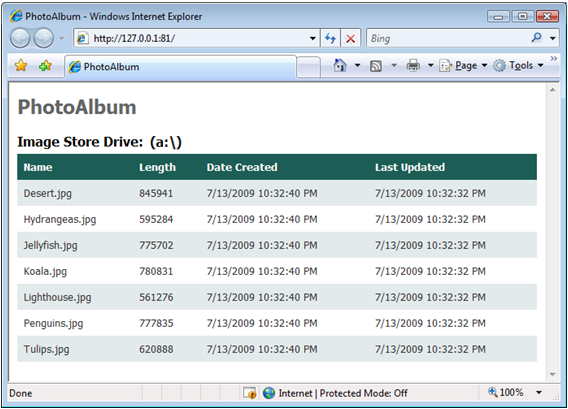 PhotoAlbum - Windows Internet Explorer
http://127.0.0.1:81/ Bing
PhotoAlbum Page Tools
PhotoAlbum
Image Store Drive: (a:\)
Name Length Date Created Last Updated
Desert.jpg 845941 7/13/2009 10:32:40 PM 7/13/2009 10:32:32 PM
Hydrangeas.jpg 595284 7/13/2009 10:32:40 PM 7/13/2009 10:32:32 PM
Jellyfish.jpg 775702 7/13/2009 10:32:40 PM 7/13/2009 10:32:32 PM
Koala.jpg 780831 7/13/2009 10:32:40 PM 7/13/2009 10:32:32 PM
Lighthouse.jpg 561276 7/13/2009 10:32:40 PM 7/13/2009 10:32:32 PM
Penguins.jpg 777835 7/13/2009 10:32:40 PM 7/13/2009 10:32:32 PM
Tulips.jpg 620888 7/13/2009 10:32:40 PM 7/13/2009 10:32:32 PM
Done Internet | Protected Mode: Off 100%